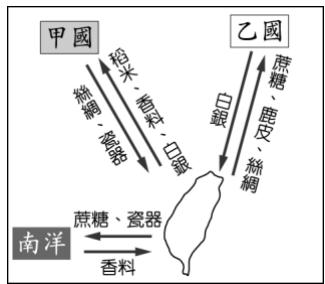 甲國
乙國
稻米、香料、白銀
絲綢、瓷器
白銀
蔗糖、鹿皮、絲綢
蔗糖、瓷器
南洋
香料